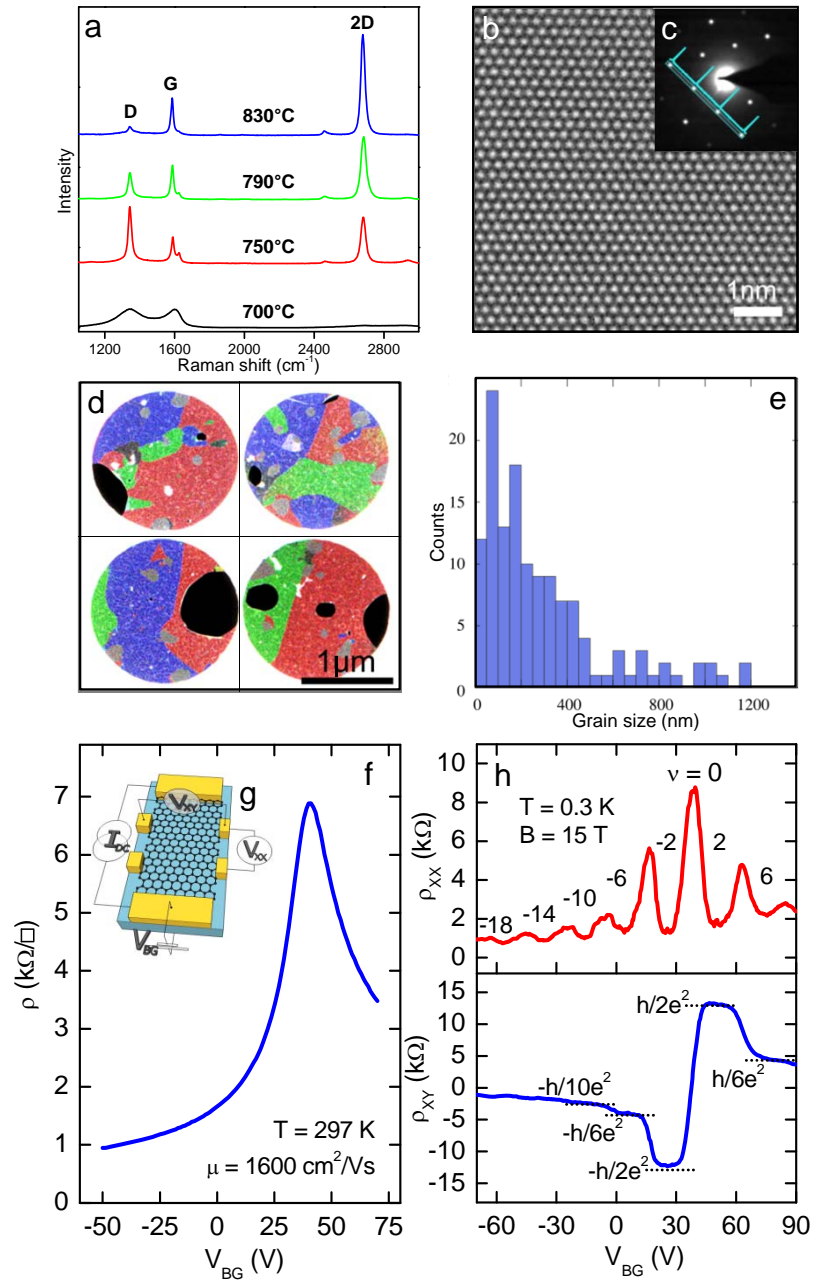 a
2D
D
G
830°C
790°C
750°C
700°C
Intensity
1200
1600
2000
2400
2800
Raman shift (cm⁻¹)
b
c
1nm
d
1µm
e
20
15
10
5
0
Counts
0
400
800
1200
Grain size (nm)
f
g
V_XY
I_DC
V_XX
V_BG
7
6
5
4
3
2
1
0
ρ (kΩ/□)
T = 297 K
μ = 1600 cm²/Vs
-50
-25
0
25
50
75
V_BG (V)
h
ν = 0
T = 0.3 K
B = 15 T
-2
2
-6
6
-10
-14
-18
10
8
6
4
2
0
ρ_XX (kΩ)
15
10
5
0
-5
-10
-15
ρ_XY (kΩ)
h/2e²
h/6e²
-h/10e²
-h/6e²
-h/2e²
-60
-30
0
30
60
90
V_BG (V)